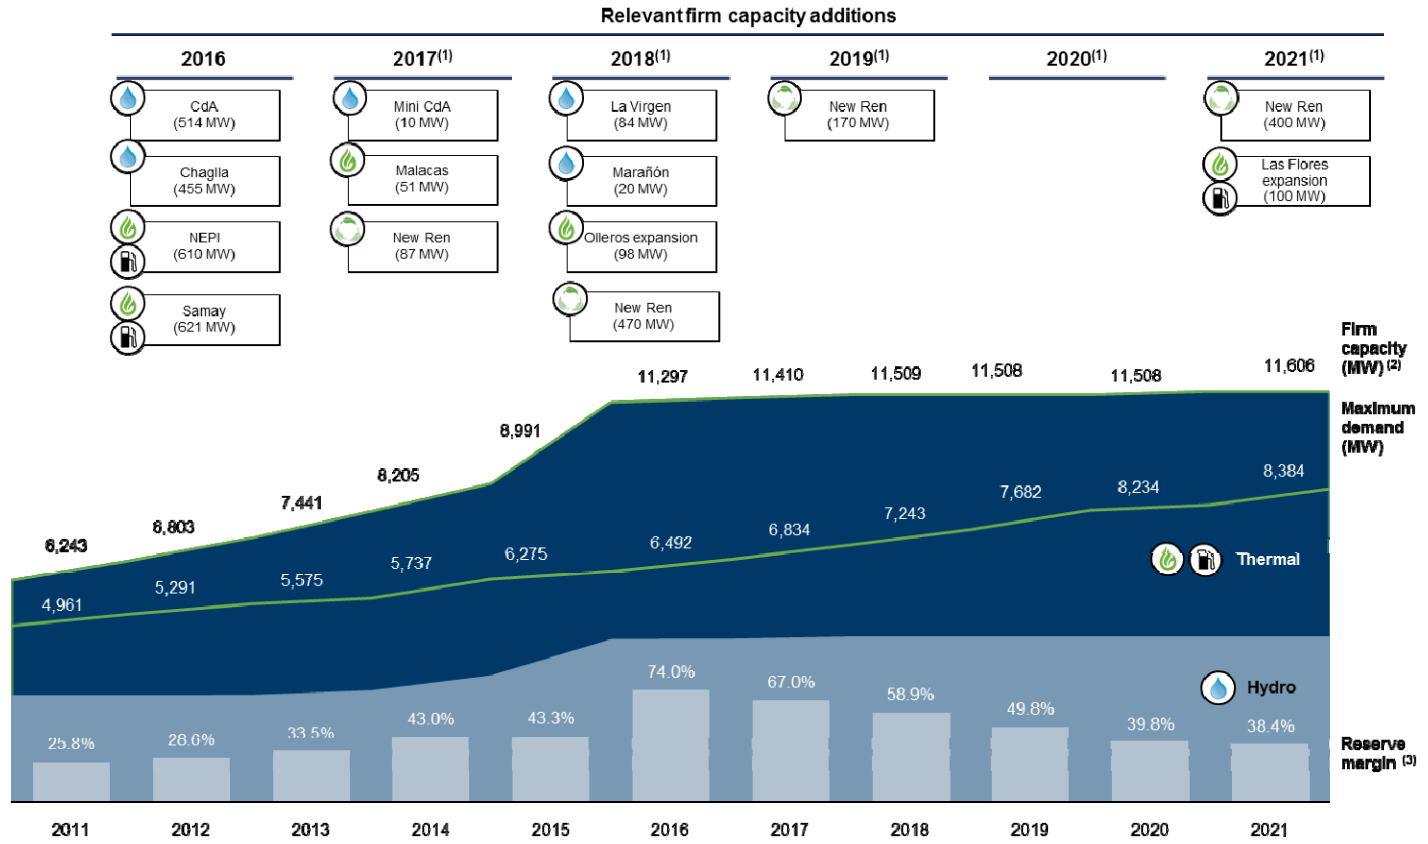 Relevant firm capacity additions
2016
2017(1)
2018(1)
2019(1)
2020(1)
2021(1)
CdA
(514 MW)
Chaglla
(455 MW)
NEPI
(610 MW)
Samay
(621 MW)
Mini CdA
(10 MW)
Malacas
(51 MW)
New Ren
(87 MW)
La Virgen
(84 MW)
Marañón
(20 MW)
Olleros expansion
(98 MW)
New Ren
(470 MW)
New Ren
(170 MW)
New Ren
(400 MW)
Las Flores
expansion
(100 MW)
Firm
capacity
(MW) (2)
6,243
6,803
7,441
8,205
8,991
11,297
11,410
11,509
11,508
11,508
11,606
Maximum
demand
(MW)
4,961
5,291
5,575
5,737
6,275
6,492
6,834
7,243
7,682
8,234
8,384
Thermal
Hydro
25.8%
28.6%
33.5%
43.0%
43.3%
74.0%
67.0%
58.9%
49.8%
39.8%
38.4%
Reserve
margin (3)
2011
2012
2013
2014
2015
2016
2017
2018
2019
2020
2021